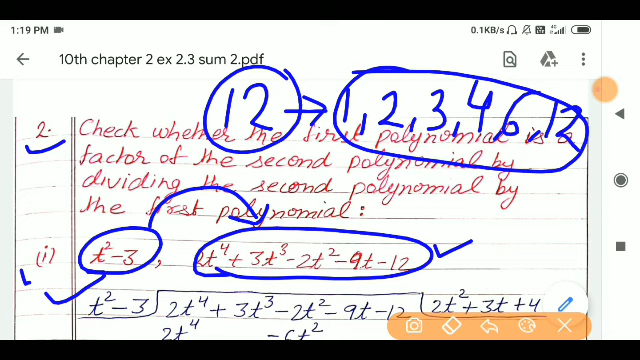 1:19 PM
0.1KB/s
10th chapter 2 ex 2.3 sum 2.pdf
12 → 1, 2, 3, 4, 6, 12
2. Check whether the first polynomial is a
factor of the second polynomial by
dividing the second polynomial by
the first polynomial:
(i) t² - 3, 2t⁴ + 3t³ - 2t² - 9t - 12
t² - 3 ) 2t⁴ + 3t³ - 2t² - 9t - 12 ( 2t² + 3t + 4
2t⁴ - 6t²